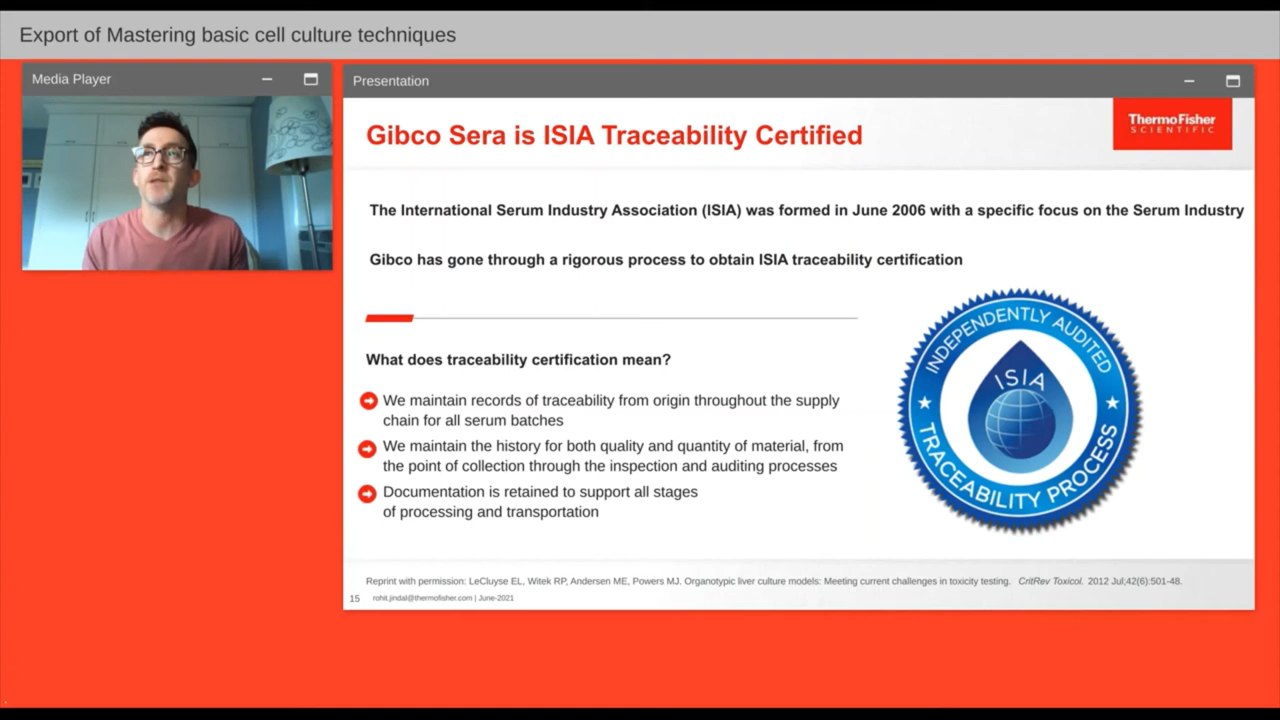 Export of Mastering basic cell culture techniques
Media Player
Presentation
Gibco Sera is ISIA Traceability Certified
ThermoFisher
SCIENTIFIC
The International Serum Industry Association (ISIA) was formed in June 2006 with a specific focus on the Serum Industry
Gibco has gone through a rigorous process to obtain ISIA traceability certification
What does traceability certification mean?
We maintain records of traceability from origin throughout the supply
chain for all serum batches
We maintain the history for both quality and quantity of material, from
the point of collection through the inspection and auditing processes
Documentation is retained to support all stages
of processing and transportation
INDEPENDENTLY AUDITED
ISIA
TRACEABILITY PROCESS
Reprint with permission: LeCluyse EL, Witek RP, Andersen ME, Powers MJ. Organotypic liver culture models: Meeting current challenges in toxicity testing. CritRev Toxicol. 2012 Jul;42(6):501-48.
15 rohit.jindal@thermofisher.com | June-2021